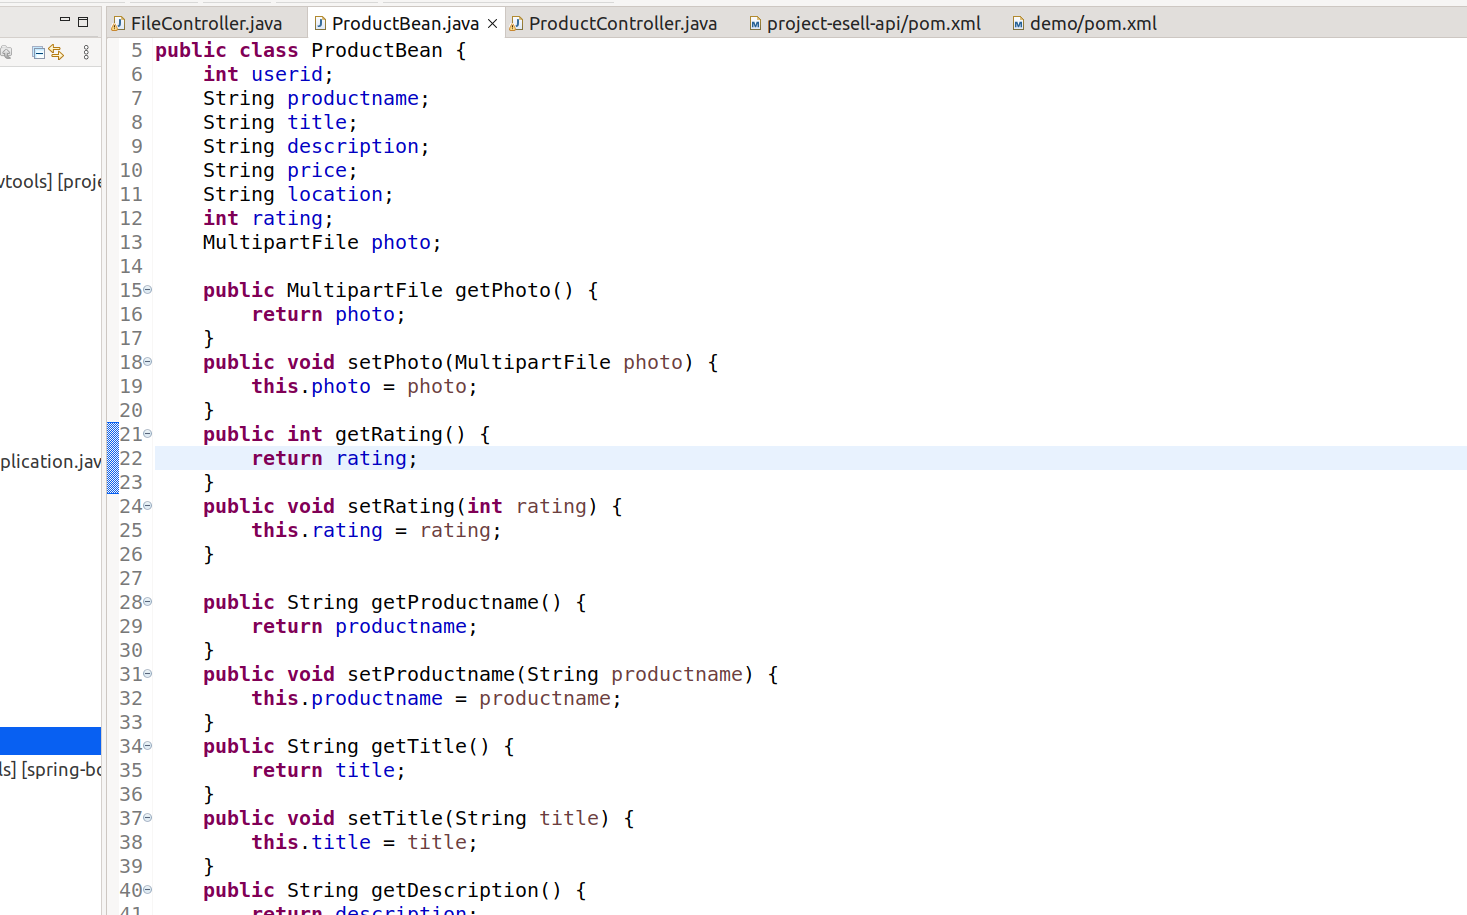 FileController.java ProductBean.java ProductController.java project-esell-api/pom.xml demo/pom.xml
5 public class ProductBean {
6 int userid;
7 String productname;
8 String title;
9 String description;
10 String price;
11 String location;
12 int rating;
13 MultipartFile photo;
14
15 public MultipartFile getPhoto() {
16 return photo;
17 }
18 public void setPhoto(MultipartFile photo) {
19 this.photo = photo;
20 }
21 public int getRating() {
22 return rating;
23 }
24 public void setRating(int rating) {
25 this.rating = rating;
26 }
27
28 public String getProductname() {
29 return productname;
30 }
31 public void setProductname(String productname) {
32 this.productname = productname;
33 }
34 public String getTitle() {
35 return title;
36 }
37 public void setTitle(String title) {
38 this.title = title;
39 }
40 public String getDescription() {
41 return description;
vtools] [proje
plication.jav
ls] [spring-bo